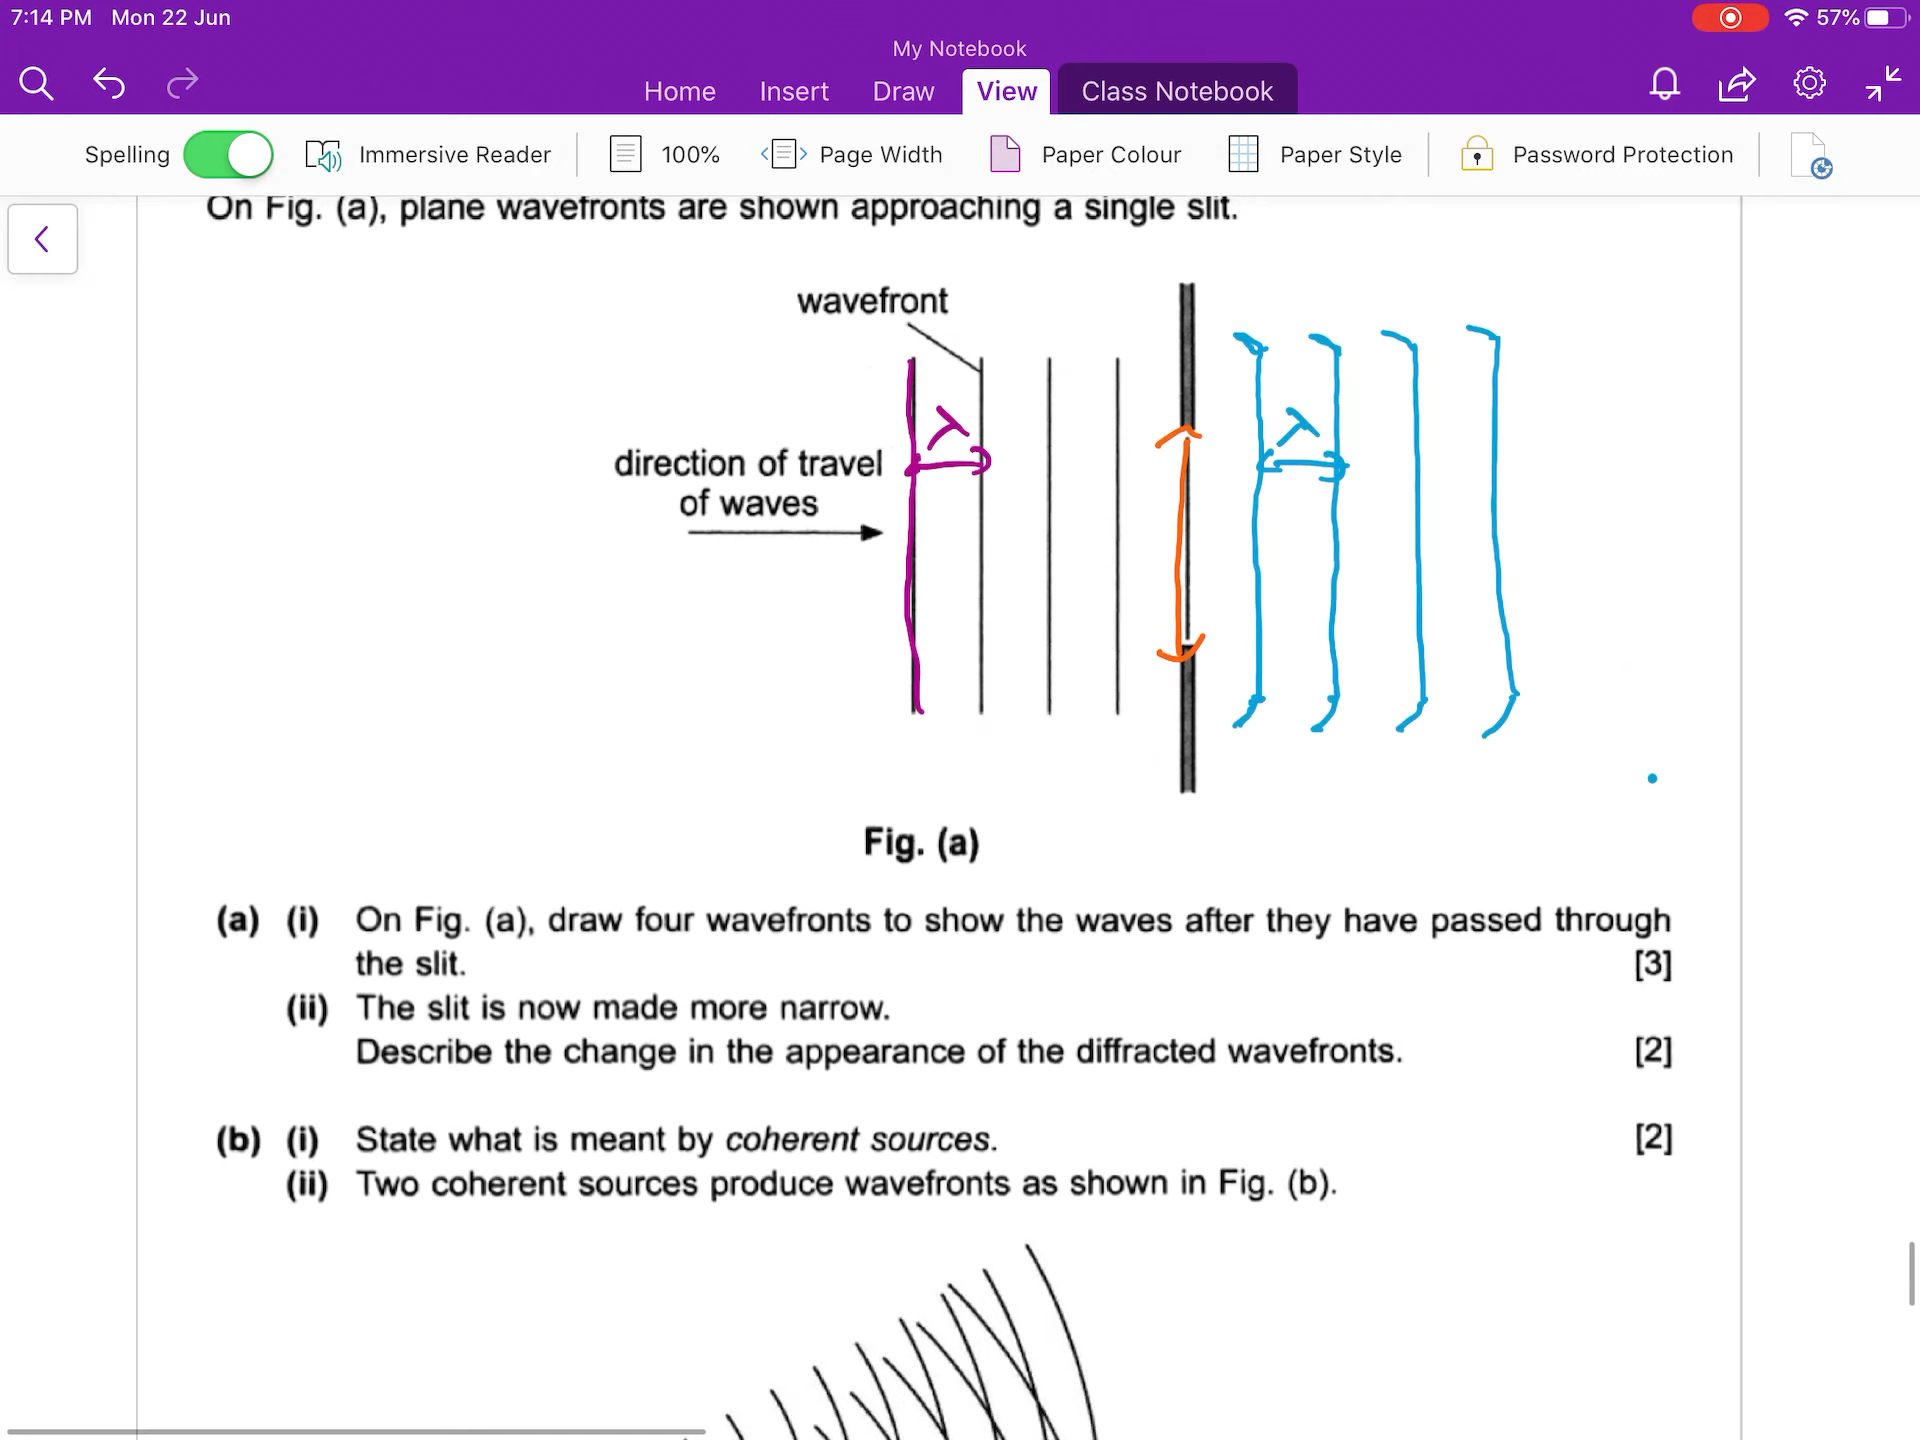 7:14 PM Mon 22 Jun
57%
My Notebook
Home Insert Draw View Class Notebook
Spelling Immersive Reader 100% Page Width Paper Colour Paper Style Password Protection
On Fig. (a), plane wavefronts are shown approaching a single slit.
wavefront
λ λ
direction of travel
of waves
Fig. (a)
(a) (i) On Fig. (a), draw four wavefronts to show the waves after they have passed through
the slit. [3]
(ii) The slit is now made more narrow.
Describe the change in the appearance of the diffracted wavefronts. [2]
(b) (i) State what is meant by coherent sources. [2]
(ii) Two coherent sources produce wavefronts as shown in Fig. (b).